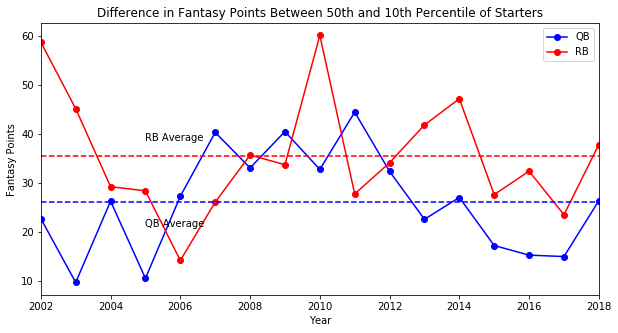 Difference in Fantasy Points Between 50th and 10th Percentile of Starters
QB
RB
60
50
40
30
20
10
Fantasy Points
RB Average
QB Average
2002 2004 2006 2008 2010 2012 2014 2016 2018
Year